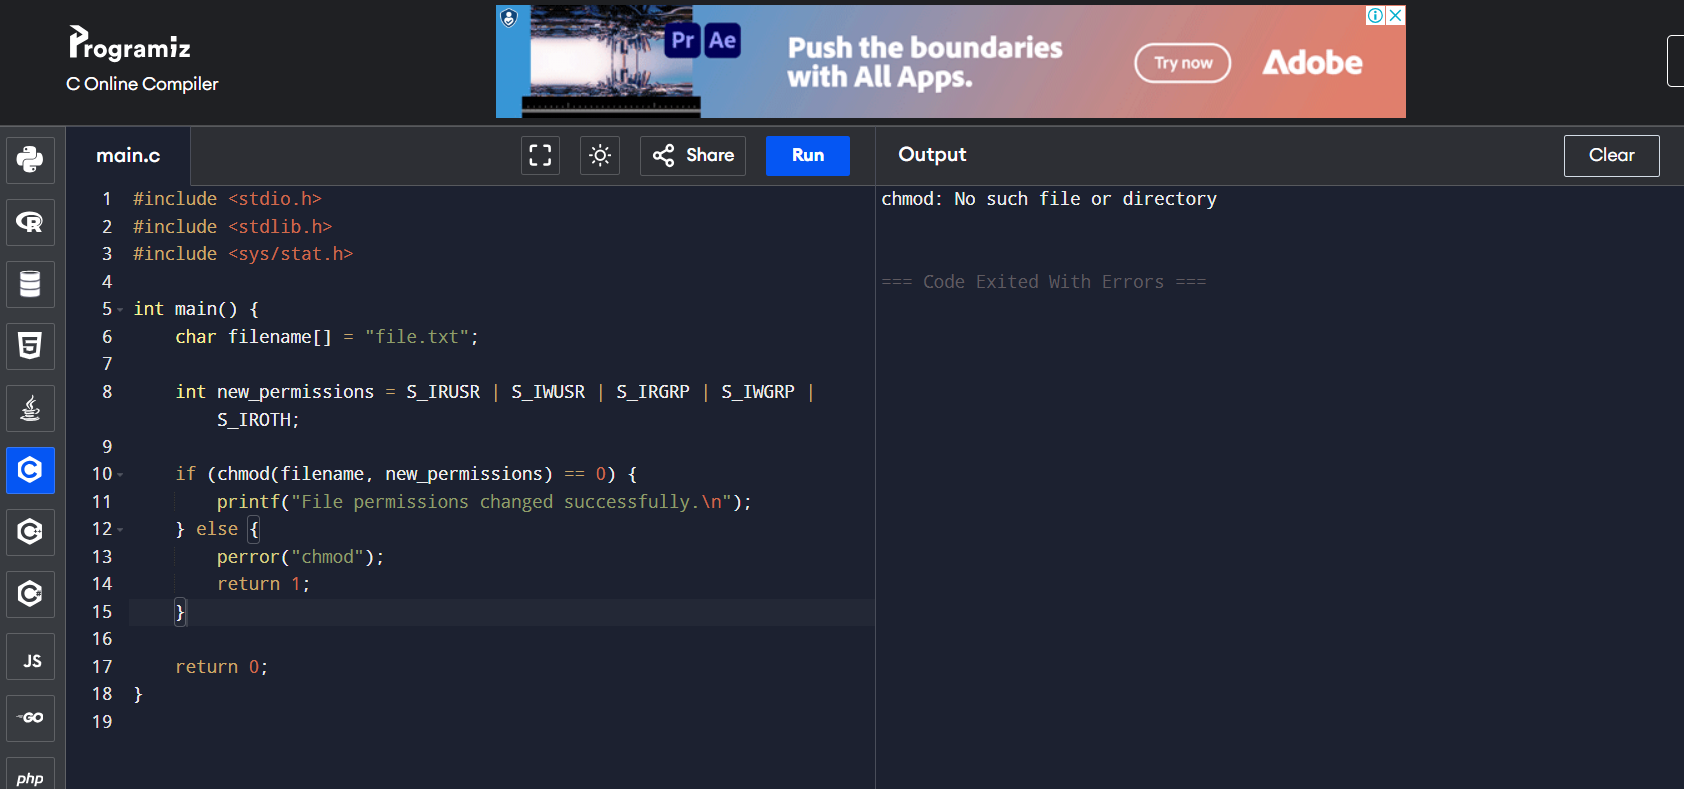 Programiz
C Online Compiler
Pr Ae
Push the boundaries
with All Apps.
Try now
Adobe
main.c
Share
Run
Output
Clear
1 #include <stdio.h>
2 #include <stdlib.h>
3 #include <sys/stat.h>
4
5 int main() {
6 char filename[] = "file.txt";
7
8 int new_permissions = S_IRUSR | S_IWUSR | S_IRGRP | S_IWGRP |
S_IROTH;
9
10 if (chmod(filename, new_permissions) == 0) {
11 printf("File permissions changed successfully.\n");
12 } else {
13 perror("chmod");
14 return 1;
15 }
16
17 return 0;
18 }
19
chmod: No such file or directory
=== Code Exited With Errors ===
R
5
C
C++
C#
JS
GO
php